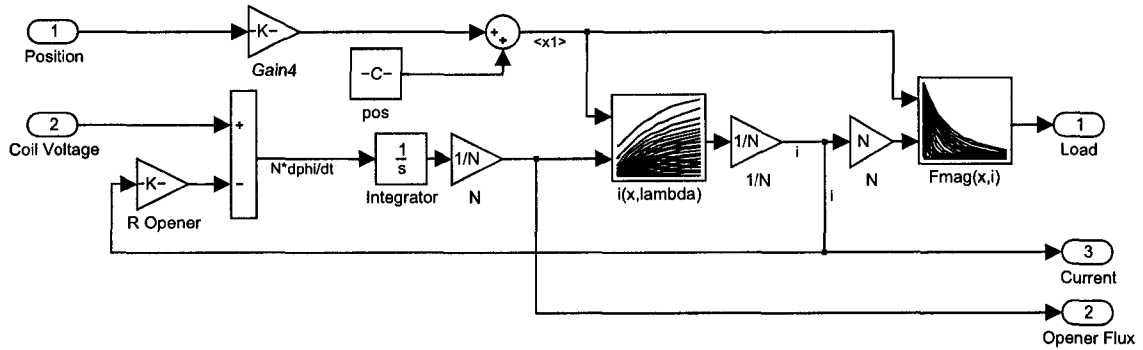 1
Position
-K-
Gain4
+
+
<x1>
-C-
pos
2
Coil Voltage
+
-
N*dphi/dt
1
s
Integrator
1/N
N
i(x,lambda)
1/N
1/N
i
i
N
N
Fmag(x,i)
1
Load
-K-
R Opener
3
Current
2
Opener Flux